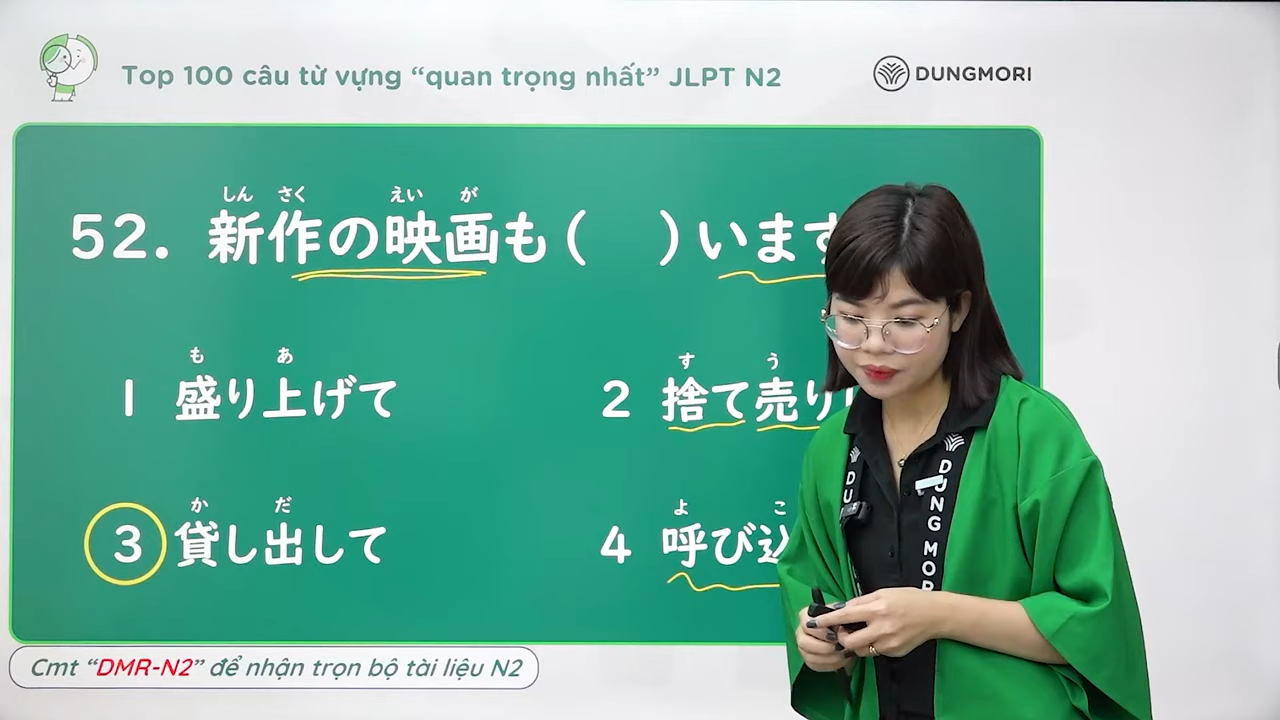 Top 100 câu từ vựng “quan trọng nhất” JLPT N2
DUNGMORI
しん さく えい が
52. 新作の映画も( )います
も あ
1 盛り上げて
す う
2 捨て売り
か だ
3 貸し出して
よ こ
4 呼び込
Cmt “DMR-N2” để nhận trọn bộ tài liệu N2
DUNG MOR